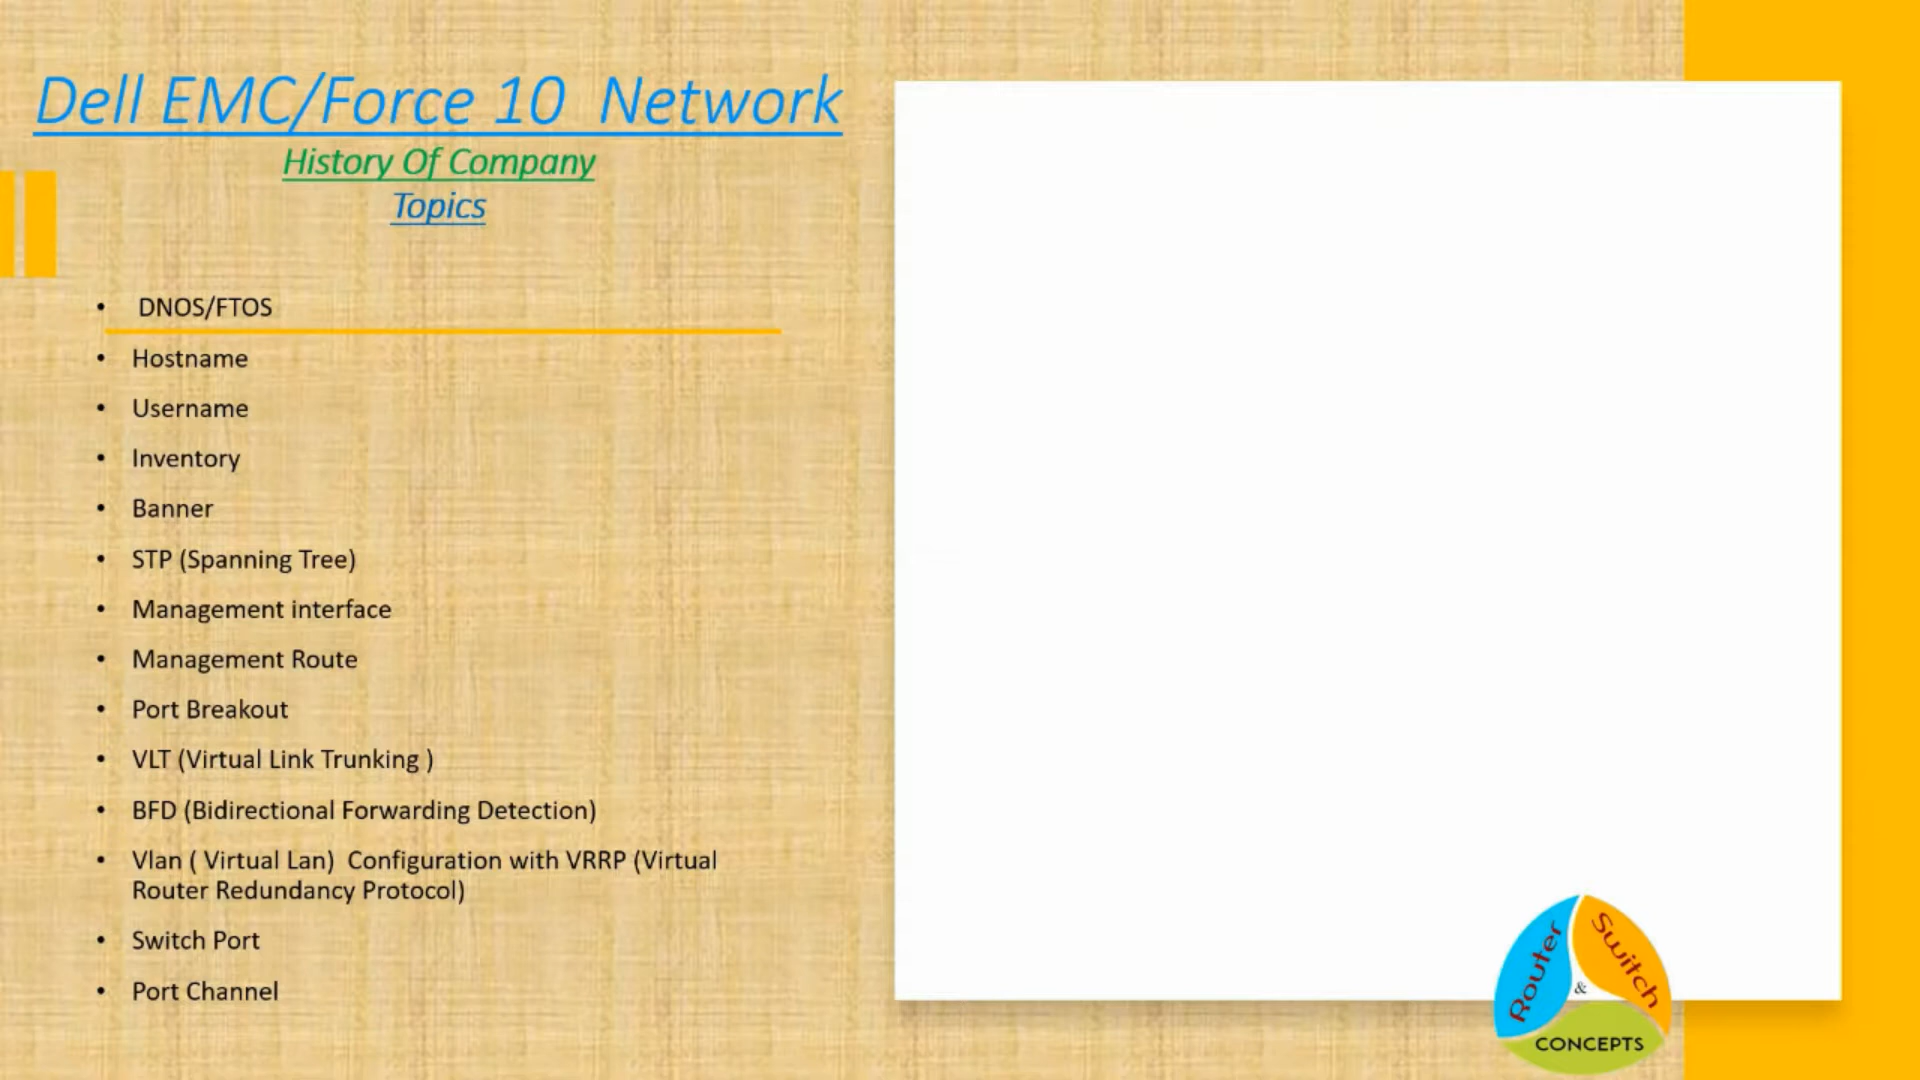 Dell EMC/Force 10  Network
History Of Company
Topics
• DNOS/FTOS
• Hostname
• Username
• Inventory
• Banner
• STP (Spanning Tree)
• Management interface
• Management Route
• Port Breakout
• VLT (Virtual Link Trunking )
• BFD (Bidirectional Forwarding Detection)
• Vlan ( Virtual Lan)  Configuration with VRRP (Virtual
Router Redundancy Protocol)
• Switch Port
• Port Channel
Router
&
Switch
CONCEPTS